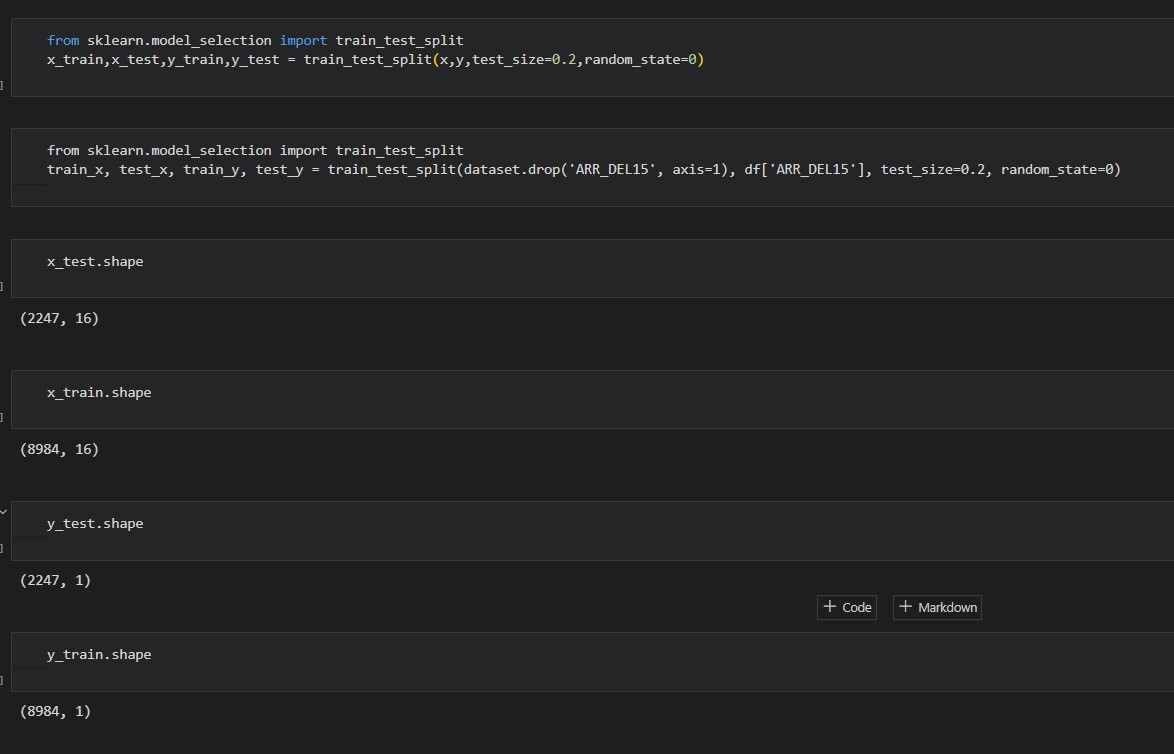 from sklearn.model_selection import train_test_split
x_train,x_test,y_train,y_test = train_test_split(x,y,test_size=0.2,random_state=0)
]
from sklearn.model_selection import train_test_split
train_x, test_x, train_y, test_y = train_test_split(dataset.drop('ARR_DEL15', axis=1), df['ARR_DEL15'], test_size=0.2, random_state=0)
x_test.shape
]
(2247, 16)
x_train.shape
]
(8984, 16)
y_test.shape
]
(2247, 1)
+ Code + Markdown
y_train.shape
]
(8984, 1)